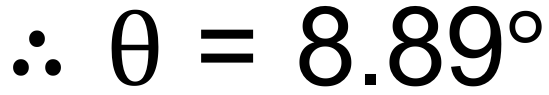 ∴ θ = 8.89°